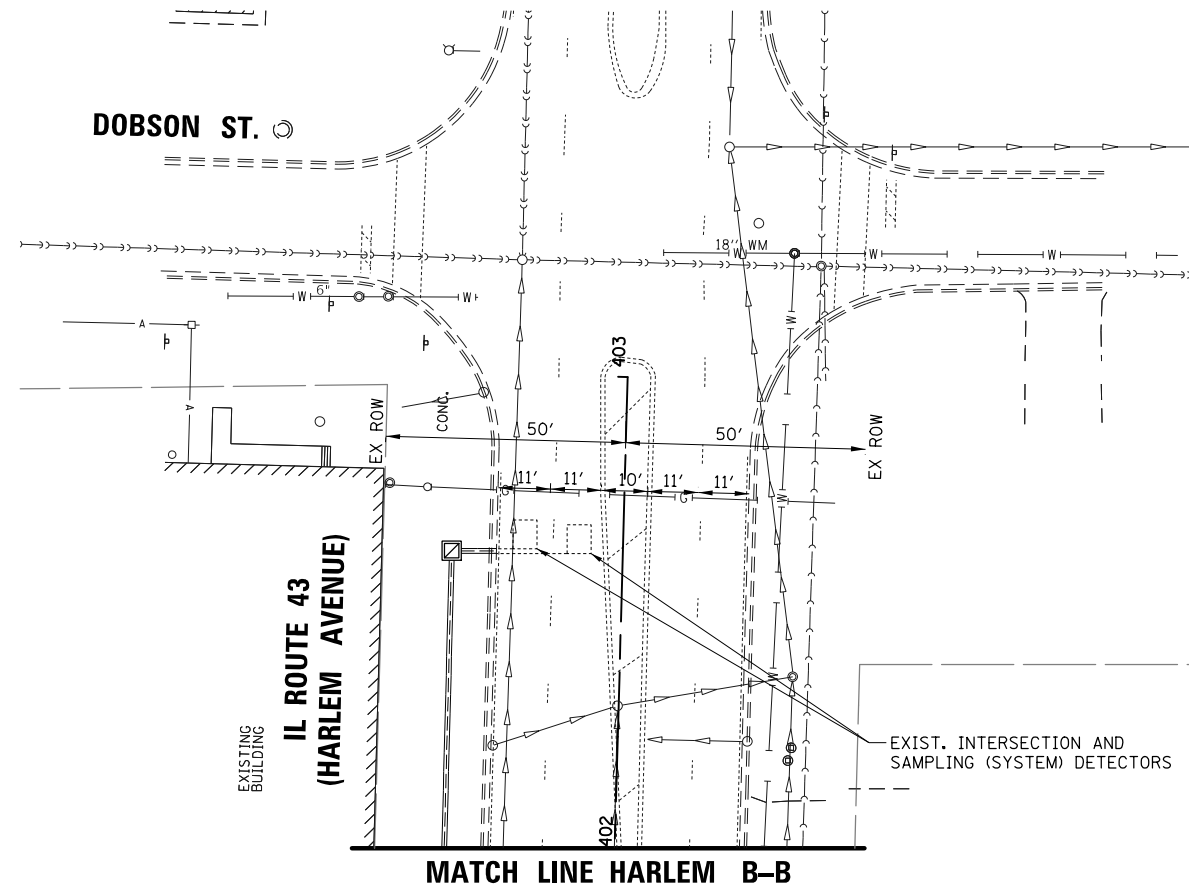 DOBSON ST.
18" WM
W
W
W
W
6"
W
W
W
A
A
403
CONC.
EX ROW
50'
50'
EX ROW
11'
11'
10'
11'
11'
G
G
W
W
IL ROUTE 43
(HARLEM AVENUE)
EXISTING
BUILDING
EXIST. INTERSECTION AND
SAMPLING (SYSTEM) DETECTORS
402
MATCH LINE HARLEM B-B